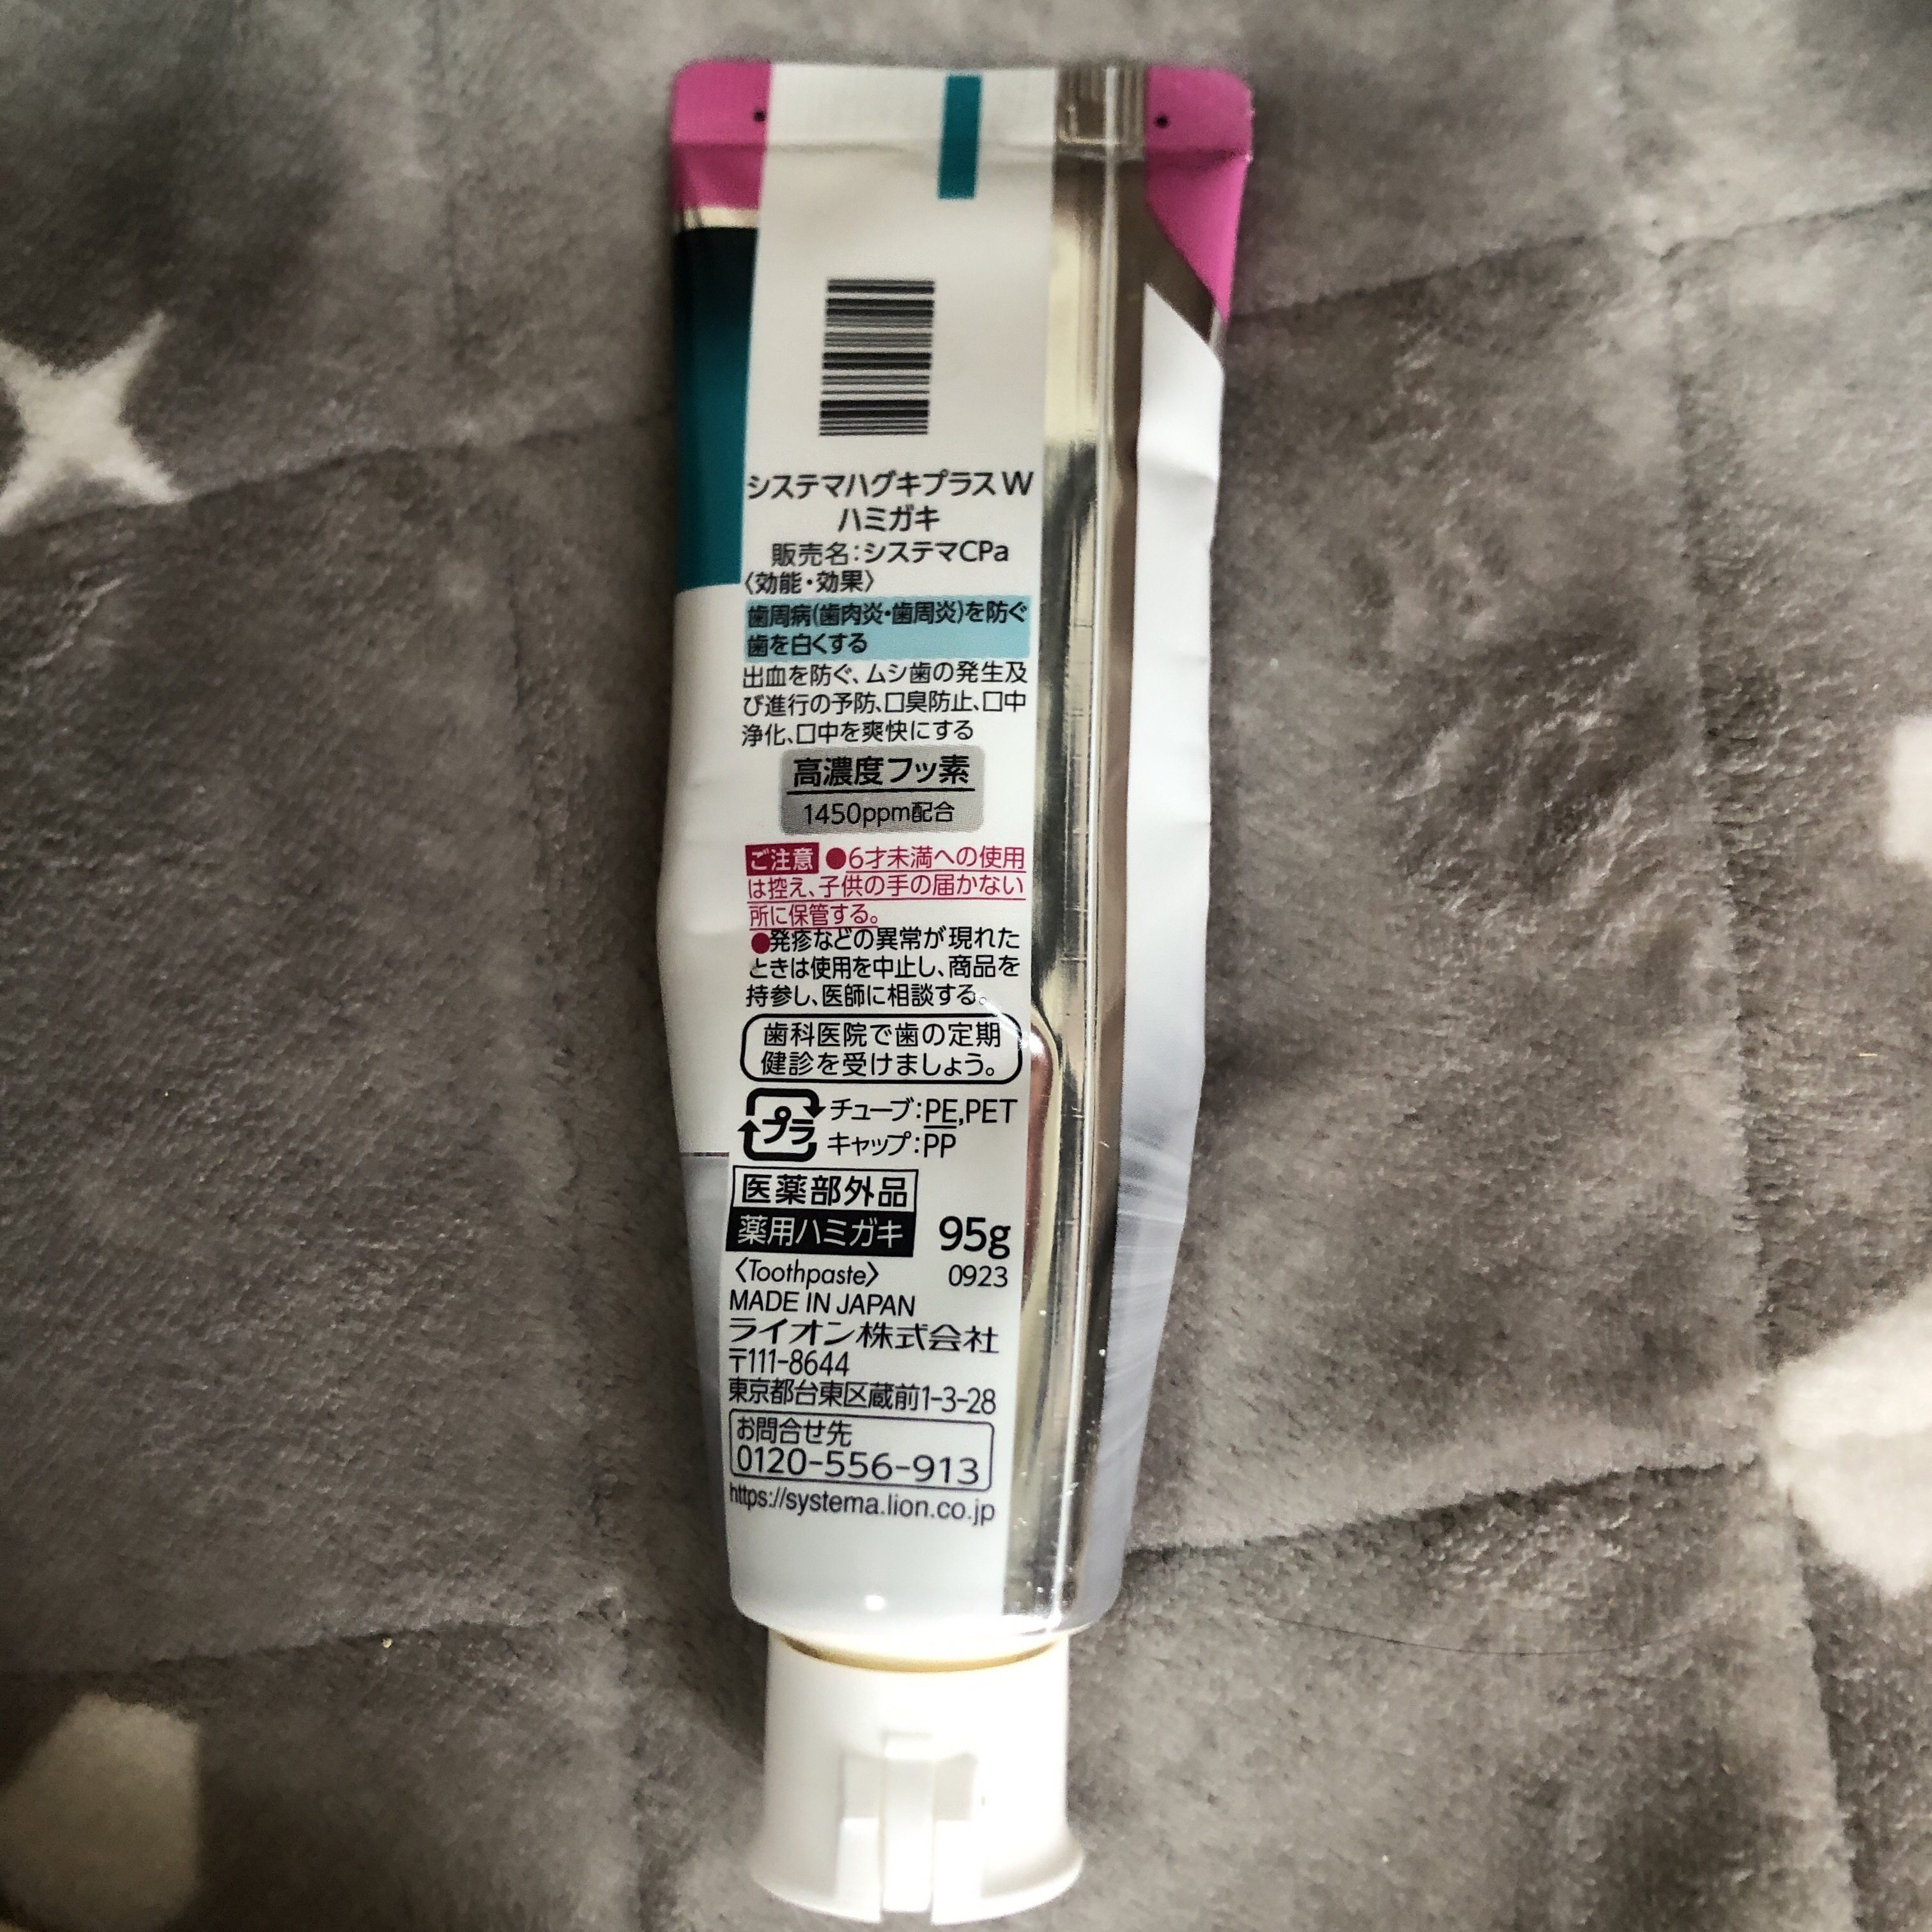 システマハグキプラスW
ハミガキ
販売名:システマCPa
〈効能・効果〉
歯周病(歯肉炎・歯周炎)を防ぐ
歯を白くする
出血を防ぐ、ムシ歯の発生及
び進行の予防、口臭防止、口中
浄化、口中を爽快にする
高濃度フッ素
1450ppm配合
ご注意 ●6才未満への使用
は控え、子供の手の届かない
所に保管する。
●発疹などの異常が現れた
ときは使用を中止し、商品を
持参し、医師に相談する。
歯科医院で歯の定期
健診を受けましょう。
プラ チューブ:PE,PET
キャップ:PP
医薬部外品
薬用ハミガキ 95g
〈Toothpaste〉 0923
MADE IN JAPAN
ライオン株式会社
〒111-8644
東京都台東区蔵前1-3-28
お問合せ先
0120-556-913
https://systema.lion.co.jp